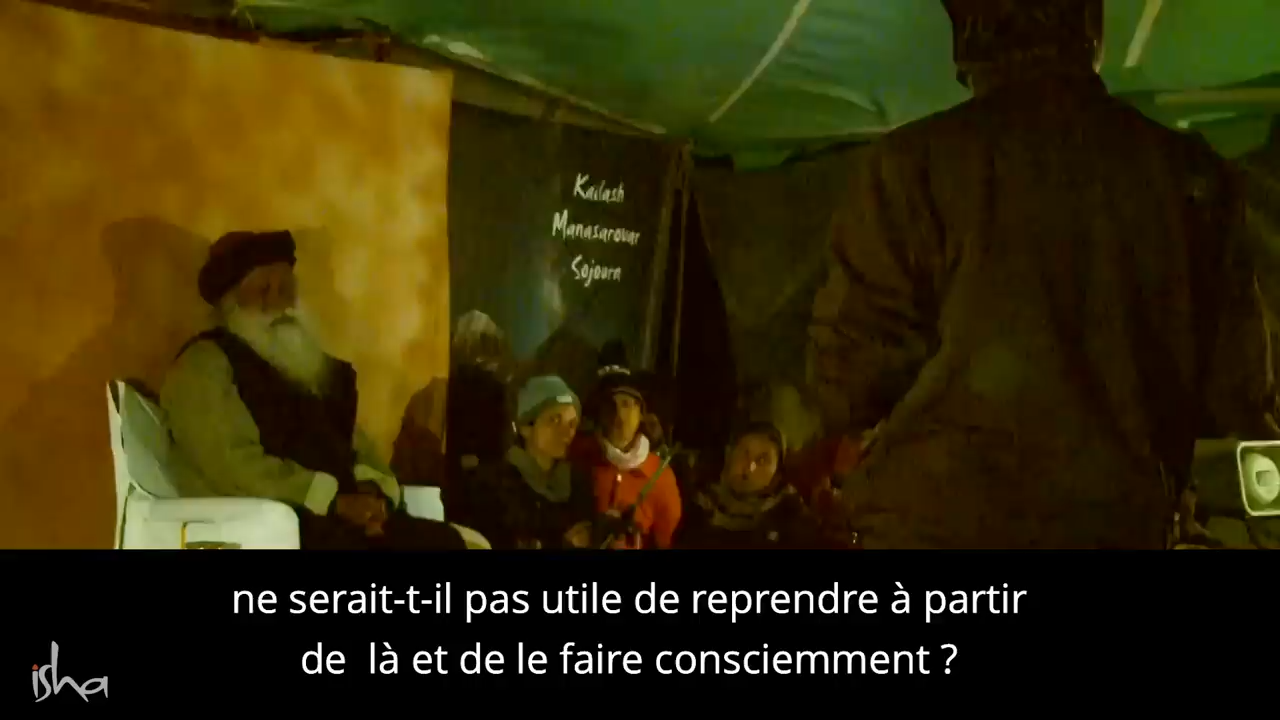 Kailash
Manasarovar
Sojourn
ne serait-t-il pas utile de reprendre à partir
de  là et de le faire consciemment ?
isha